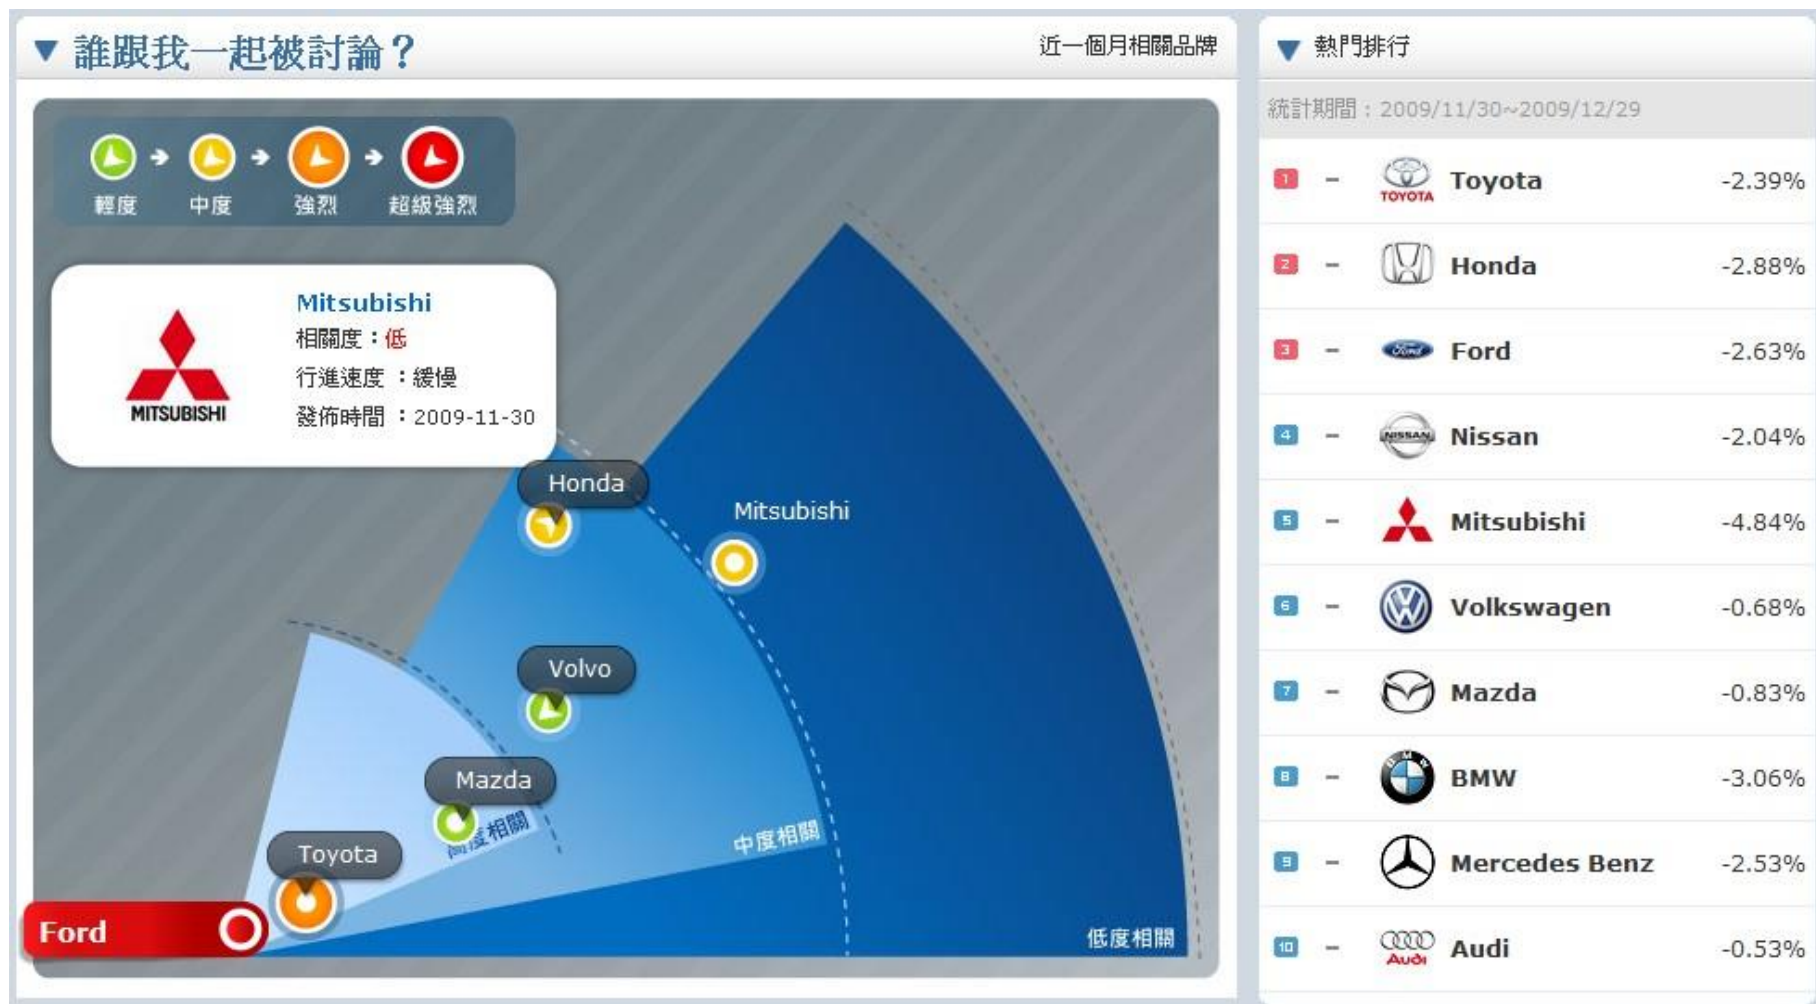 誰跟我一起被討論？
近一個月相關品牌
輕度 中度 強烈 超級強烈
MITSUBISHI
Mitsubishi
相關度：低
行進速度 ：緩慢
發佈時間 ：2009-11-30
Honda
Mitsubishi
Volvo
Mazda
高度相關
中度相關
Toyota
Ford
低度相關
熱門排行
統計期間：2009/11/30~2009/12/29
1 － TOYOTA Toyota -2.39%
2 － Honda -2.88%
3 － Ford Ford -2.63%
4 － NISSAN Nissan -2.04%
5 － Mitsubishi -4.84%
6 － Volkswagen -0.68%
7 － Mazda -0.83%
8 － BMW BMW -3.06%
9 － Mercedes Benz -2.53%
10 － Audi Audi -0.53%